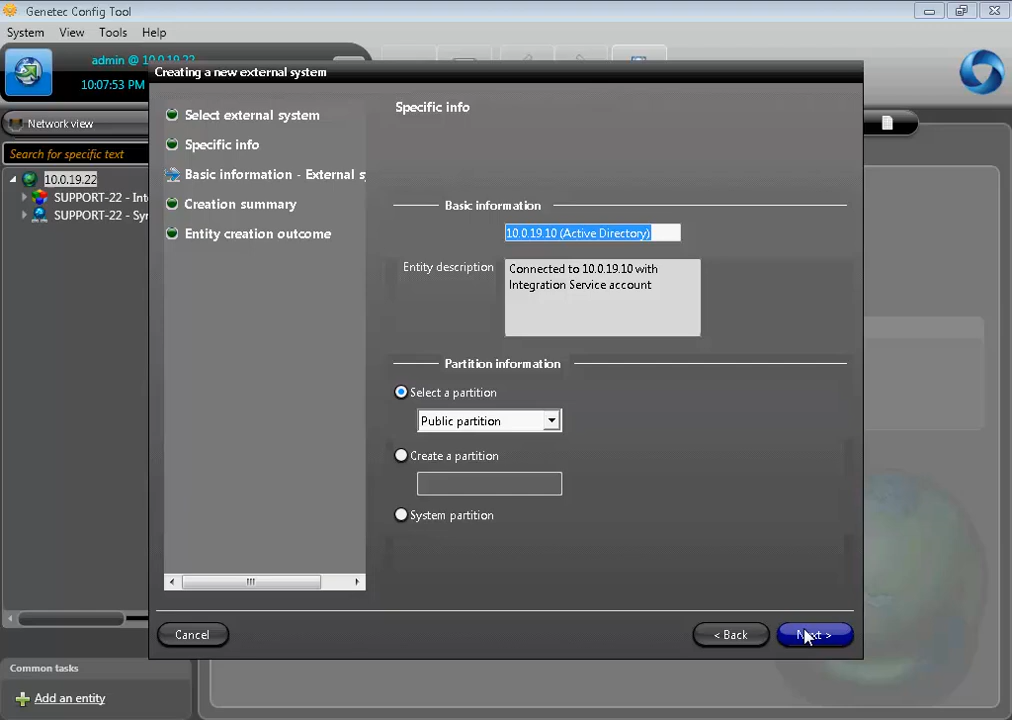 Genetec Config Tool
System View Tools Help
admin @ 10.0.19.22
10:07:53 PM
Creating a new external system
Network view
Search for specific text
10.0.19.22
SUPPORT-22 - Int
SUPPORT-22 - Syn
Select external system
Specific info
Basic information - External s
Creation summary
Entity creation outcome
Specific info
Basic information
10.0.19.10 (Active Directory)
Entity description
Connected to 10.0.19.10 with
Integration Service account
Partition information
Select a partition
Public partition
Create a partition
System partition
Cancel
< Back
Next >
Common tasks
Add an entity